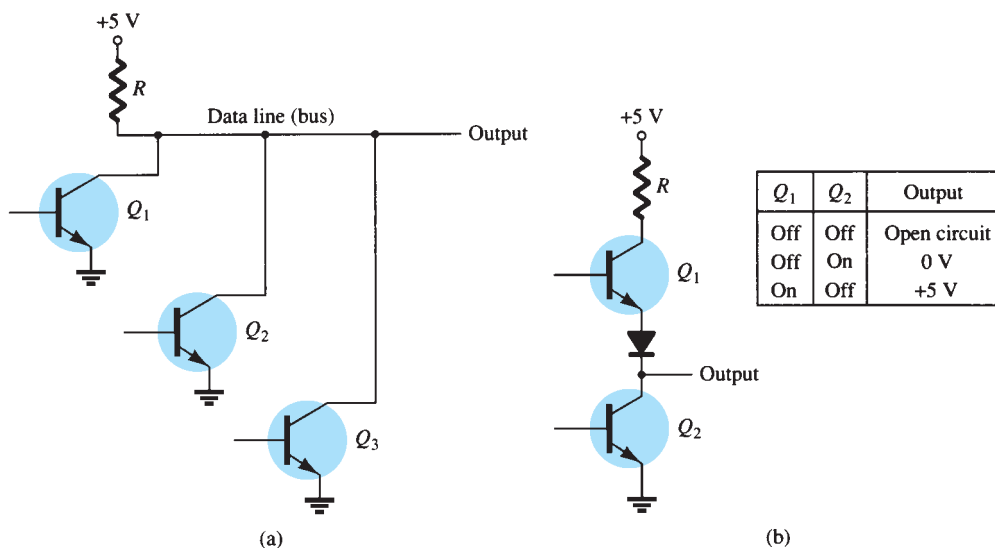 +5 V
R
Data line (bus)
Output
Q1
Q2
Q3
(a)
+5 V
R
Q1
Output
Q2
(b)
Q1 Q2 Output
Off Off Open circuit
Off On 0 V
On Off +5 V